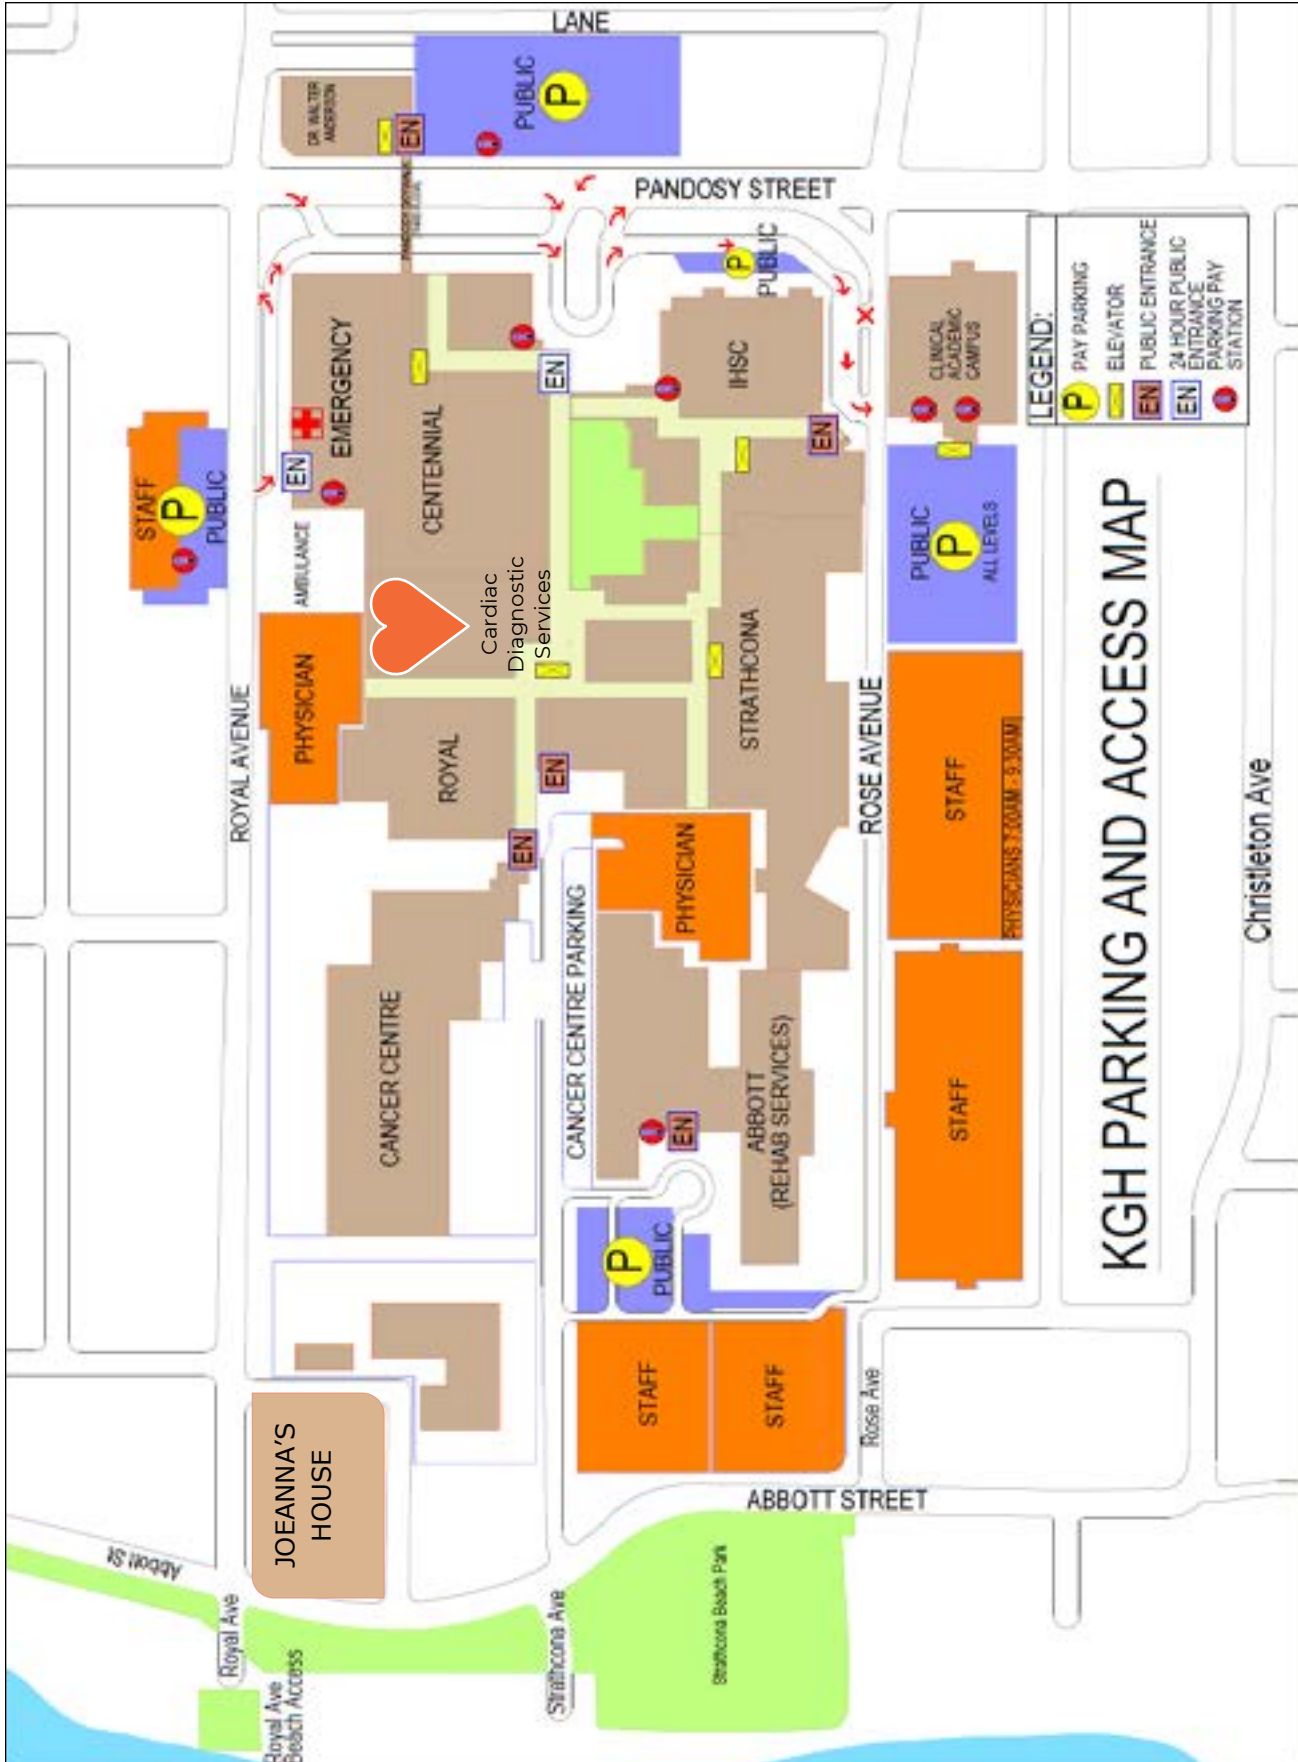 KGH PARKING AND ACCESS MAP
LEGEND:
P
PAY PARKING
ELEVATOR
EN
PUBLIC ENTRANCE
EN
24 HOUR PUBLIC
ENTRANCE
PARKING PAY
STATION
LANE
DR. WALTER
ANDERSON
EN
PUBLIC
P
PANDOSY STREET
P
PUBLIC
STAFF
P
PUBLIC
ROYAL AVENUE
AMBULANCE
EN
EMERGENCY
CENTENNIAL
EN
Cardiac
Diagnostic
Services
IHSC
EN
CLINICAL
ACADEMIC
CAMPUS
PUBLIC
P
ALL LEVELS
PHYSICIAN
ROYAL
EN
EN
STRATHCONA
ROSE AVENUE
STAFF
PHYSICIANS 7:00AM - 9:30AM
PHYSICIAN
CANCER CENTRE
CANCER CENTRE PARKING
EN
ABBOTT
(REHAB SERVICES)
STAFF
P
PUBLIC
STAFF
STAFF
Rose Ave
Christleton Ave
JOEANNA'S
HOUSE
ABBOTT STREET
Abbott St
Royal Ave
Royal Ave
Beach Access
Strathcona Ave
Strathcona Beach Park